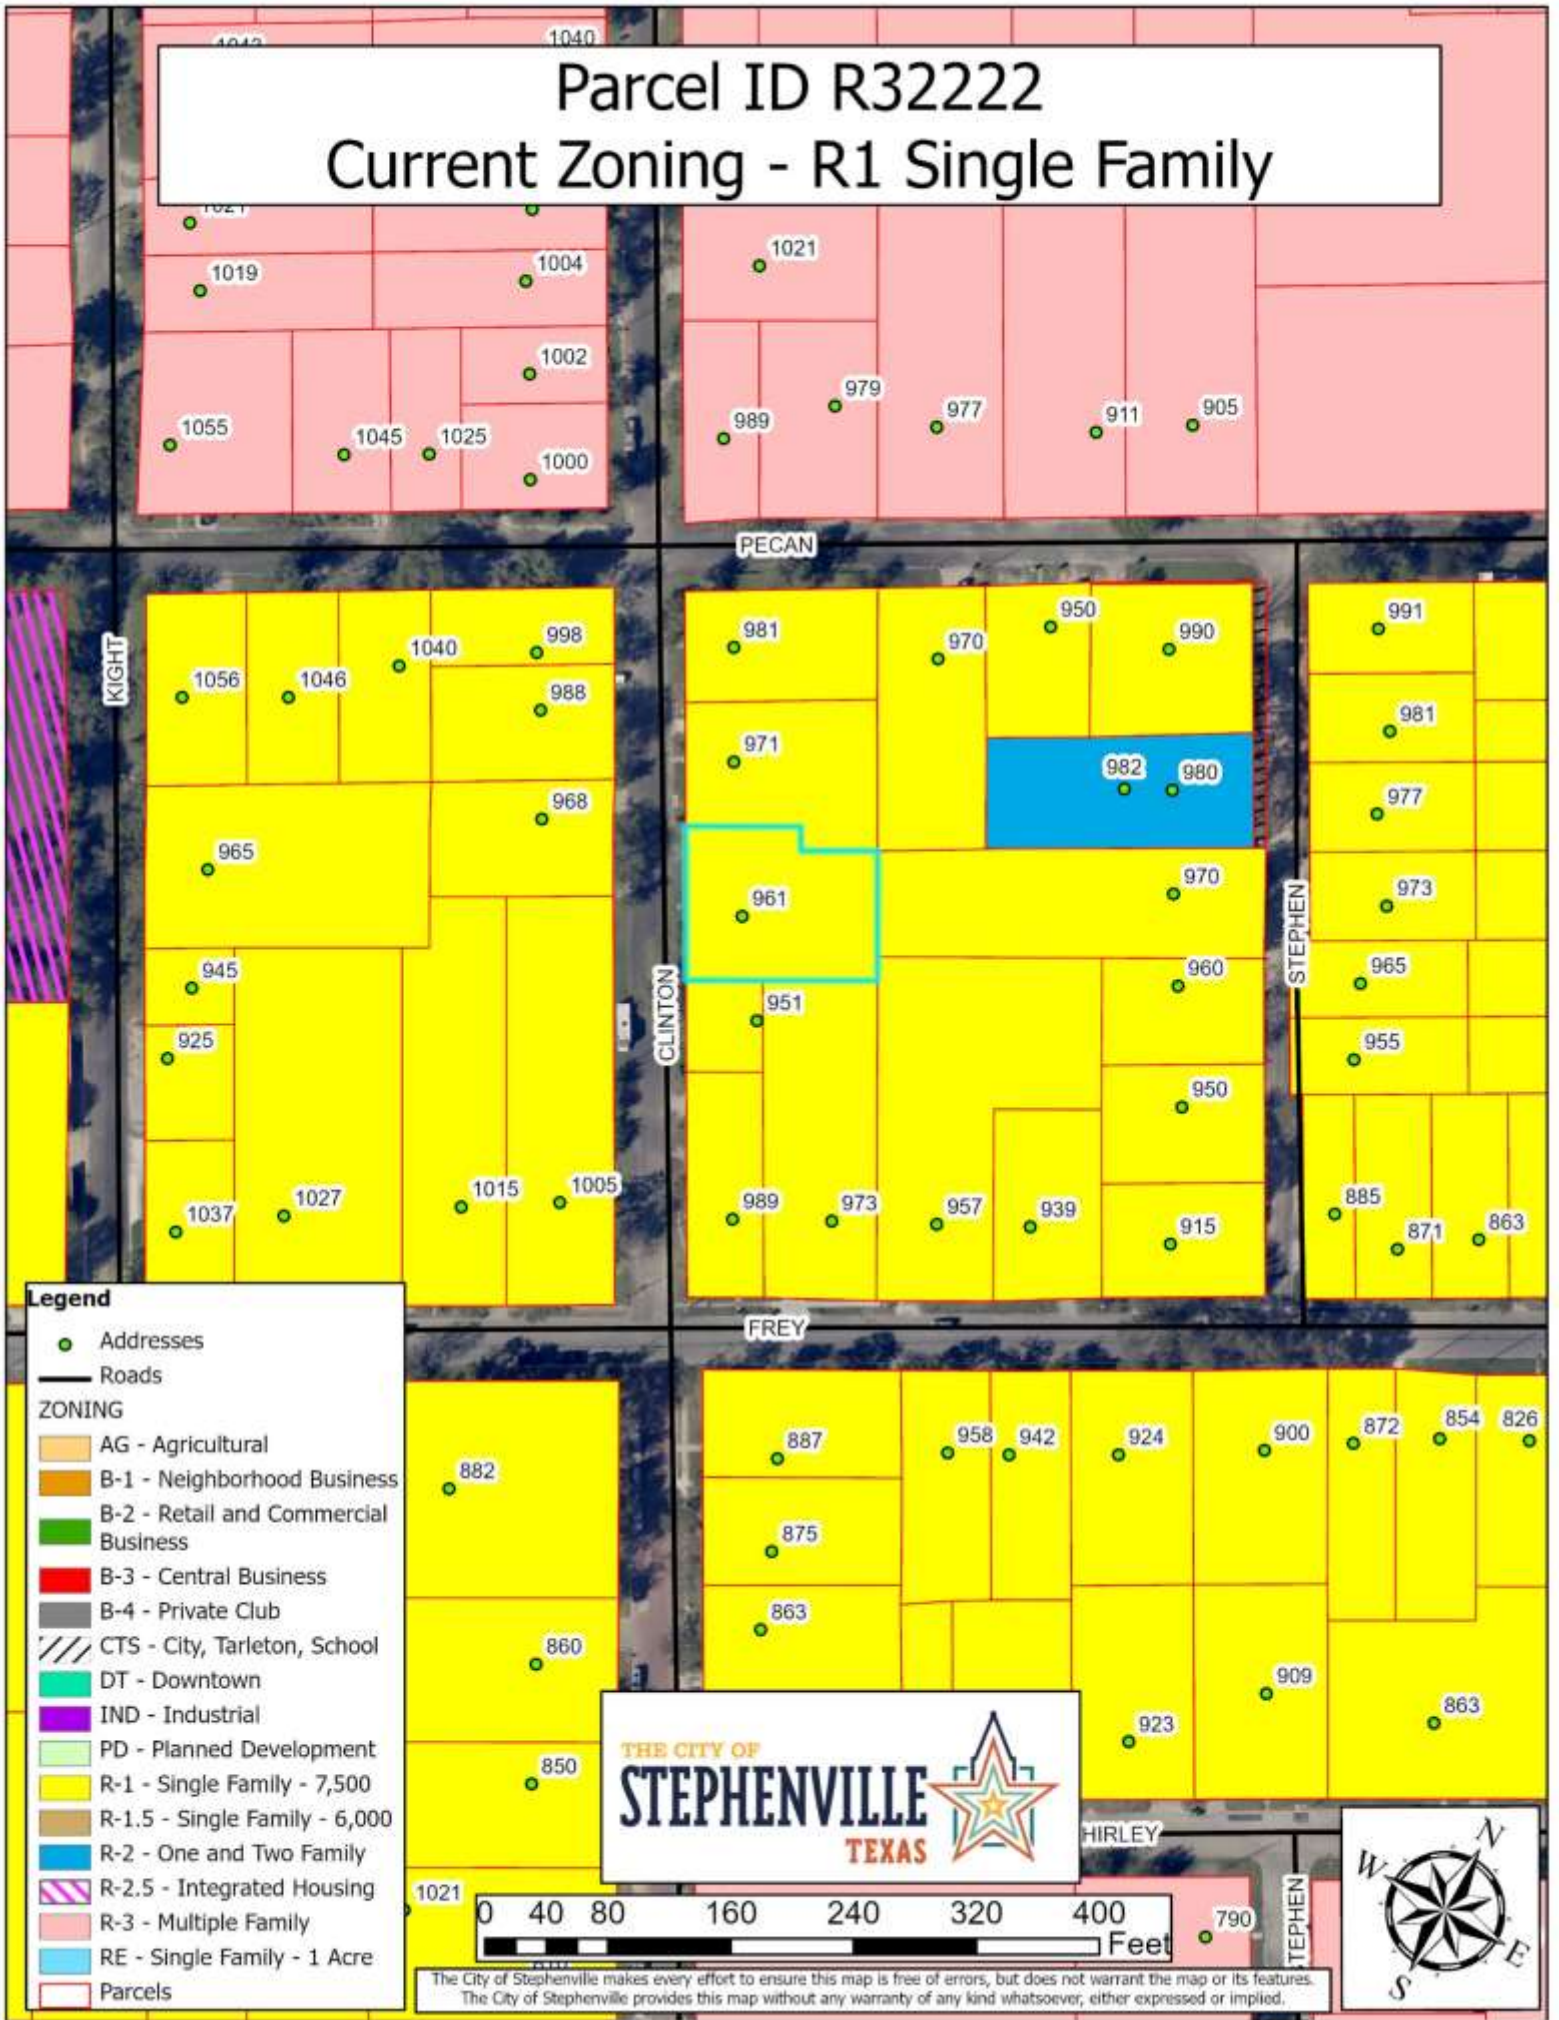 1042
1040
Parcel ID R32222
Current Zoning - R1 Single Family
1021
1021
1019
1004
1002
979
989
977
911
905
1055
1045
1025
1000
PECAN
KIGHT
1056
1046
1040
998
988
981
970
950
990
991
971
982
980
981
977
968
965
961
970
973
CLINTON
STEPHEN
945
951
960
965
925
950
955
1037
1027
1015
1005
989
973
957
939
915
885
871
863
FREY
Legend
Addresses
Roads
ZONING
AG - Agricultural
B-1 - Neighborhood Business
B-2 - Retail and Commercial
Business
B-3 - Central Business
B-4 - Private Club
CTS - City, Tarleton, School
DT - Downtown
IND - Industrial
PD - Planned Development
R-1 - Single Family - 7,500
R-1.5 - Single Family - 6,000
R-2 - One and Two Family
R-2.5 - Integrated Housing
R-3 - Multiple Family
RE - Single Family - 1 Acre
Parcels
882
887
958
942
924
900
872
854
826
875
863
860
909
923
863
850
THE CITY OF
STEPHENVILLE
TEXAS
HIRLEY
1021
790
TEPHEN
0 40 80 160 240 320 400
Feet
N
W
E
S
The City of Stephenville makes every effort to ensure this map is free of errors, but does not warrant the map or its features.
The City of Stephenville provides this map without any warranty of any kind whatsoever, either expressed or implied.